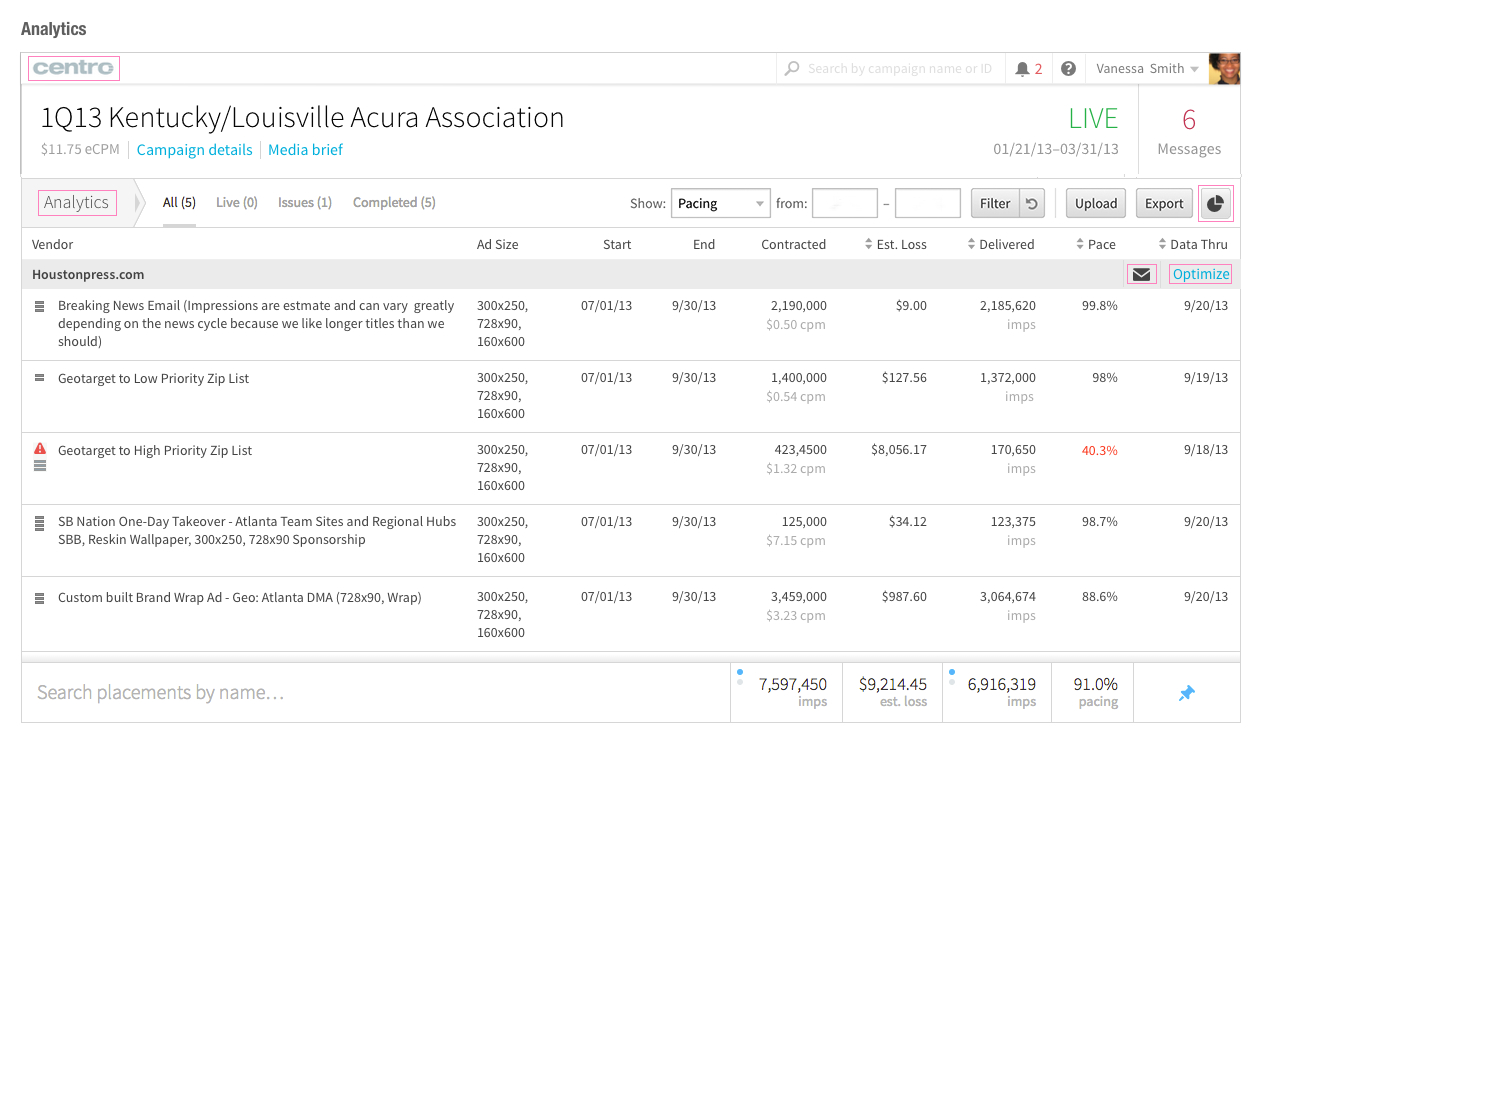 Analytics
centro
Search by campaign name or ID
2
Vanessa Smith
1Q13 Kentucky/Louisville Acura Association
LIVE
6
$11.75 eCPM
Campaign details
Media brief
01/21/13–03/31/13
Messages
Analytics
All (5)
Live (0)
Issues (1)
Completed (5)
Show:
Pacing
from:
–
Filter
Upload
Export
Vendor Ad Size Start End Contracted Est. Loss Delivered Pace Data Thru
Houstonpress.com
Optimize
Breaking News Email (Impressions are estmate and can vary greatly 300x250, 07/01/13 9/30/13 2,190,000 $9.00 2,185,620 99.8% 9/20/13
depending on the news cycle because we like longer titles than we 728x90, $0.50 cpm imps
should) 160x600
Geotarget to Low Priority Zip List 300x250, 07/01/13 9/30/13 1,400,000 $127.56 1,372,000 98% 9/19/13
728x90, $0.54 cpm imps
160x600
Geotarget to High Priority Zip List 300x250, 07/01/13 9/30/13 423,4500 $8,056.17 170,650 40.3% 9/18/13
728x90, $1.32 cpm imps
160x600
SB Nation One-Day Takeover - Atlanta Team Sites and Regional Hubs 300x250, 07/01/13 9/30/13 125,000 $34.12 123,375 98.7% 9/20/13
SBB, Reskin Wallpaper, 300x250, 728x90 Sponsorship 728x90, $7.15 cpm imps
160x600
Custom built Brand Wrap Ad - Geo: Atlanta DMA (728x90, Wrap) 300x250, 07/01/13 9/30/13 3,459,000 $987.60 3,064,674 88.6% 9/20/13
728x90, $3.23 cpm imps
160x600
Search placements by name…
7,597,450 $9,214.45 6,916,319 91.0%
imps est. loss imps pacing